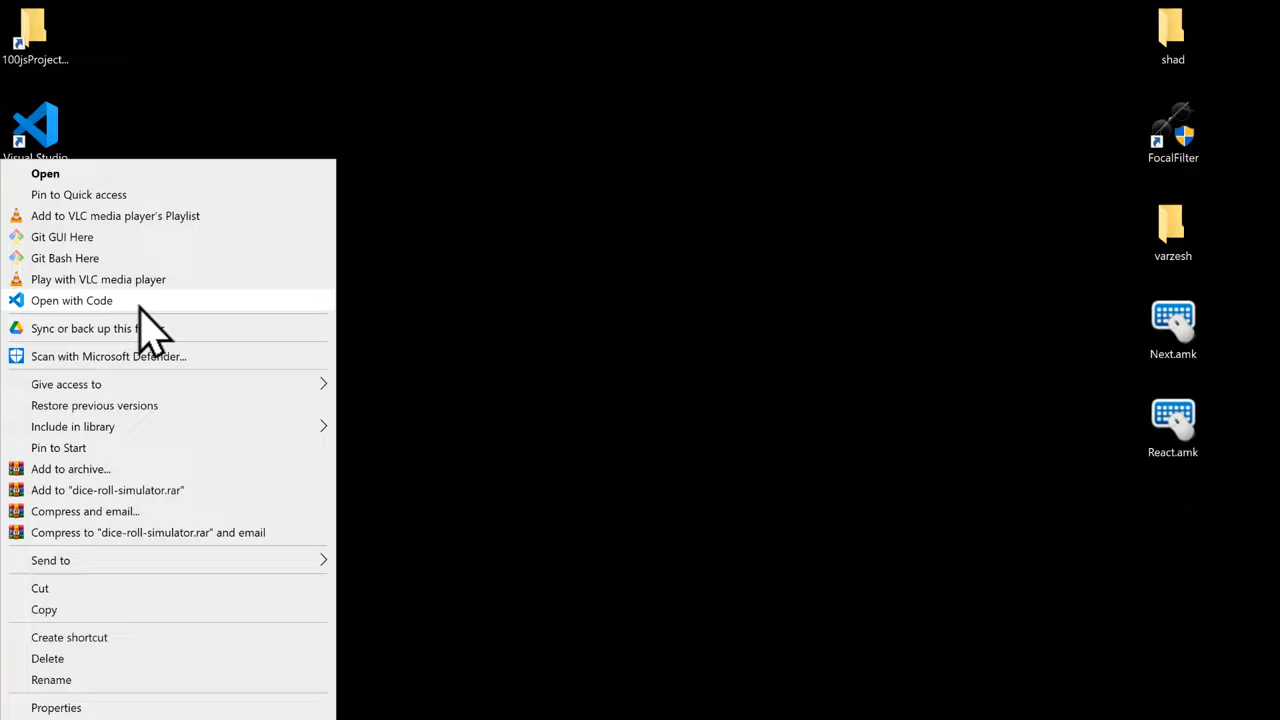 100jsProject...
Visual Studio
Open
Pin to Quick access
Add to VLC media player's Playlist
Git GUI Here
Git Bash Here
Play with VLC media player
Open with Code
Sync or back up this
Scan with Microsoft Defender...
Give access to
Restore previous versions
Include in library
Pin to Start
Add to archive...
Add to "dice-roll-simulator.rar"
Compress and email...
Compress to "dice-roll-simulator.rar" and email
Send to
Cut
Copy
Create shortcut
Delete
Rename
Properties
shad
FocalFilter
varzesh
Next.amk
React.amk